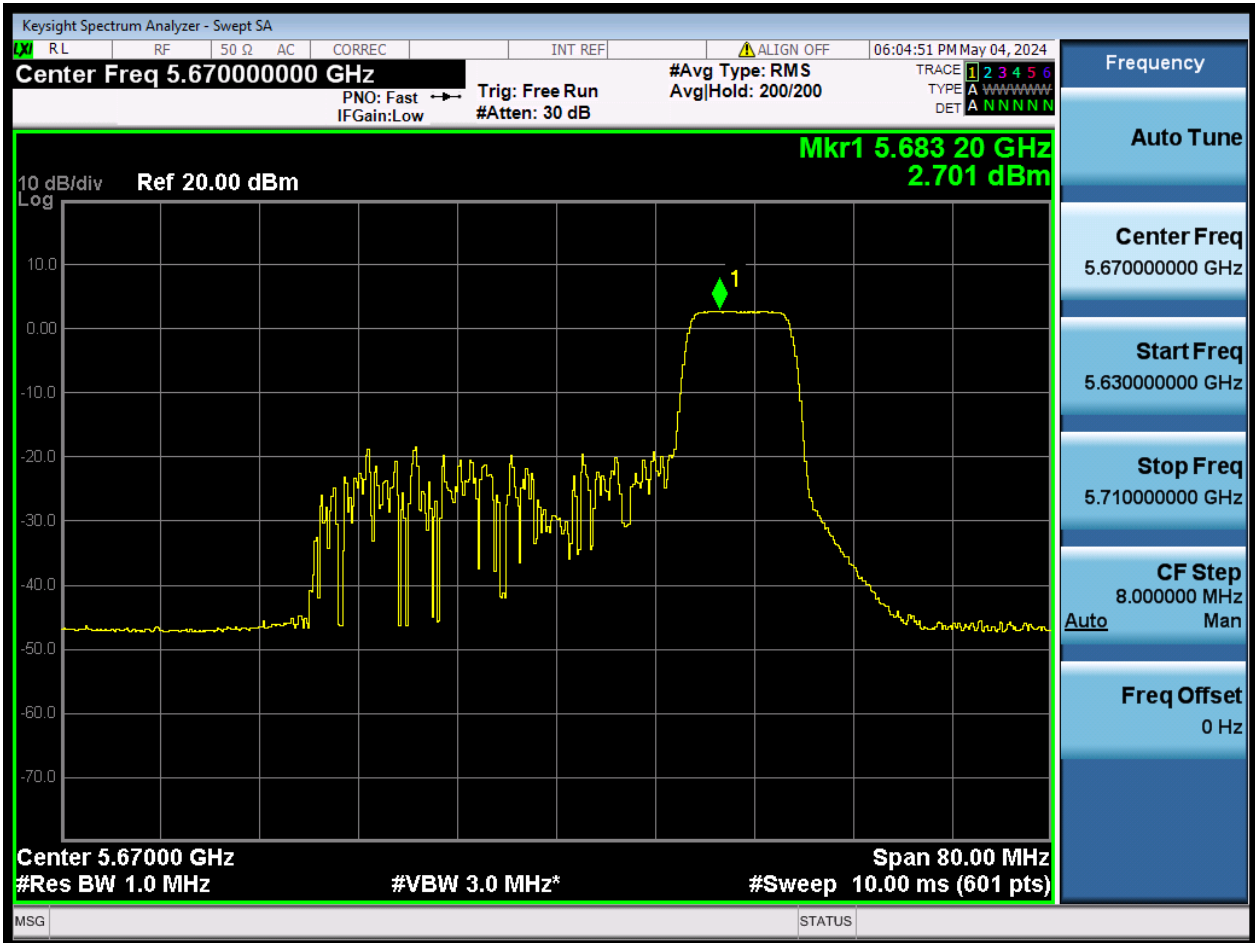 Keysight Spectrum Analyzer - Swept SA
LXI RL RF 50 Ω AC CORREC INT REF ALIGN OFF 06:04:51 PM May 04, 2024
Center Freq 5.670000000 GHz
PNO: Fast
IFGain:Low
Trig: Free Run
#Atten: 30 dB
#Avg Type: RMS
Avg|Hold: 200/200
TRACE 1 2 3 4 5 6
TYPE A WWWWW
DET A N N N N N
Mkr1 5.683 20 GHz
2.701 dBm
10 dB/div Ref 20.00 dBm
Log
1
10.0
0.00
-10.0
-20.0
-30.0
-40.0
-50.0
-60.0
-70.0
Center 5.67000 GHz Span 80.00 MHz
#Res BW 1.0 MHz #VBW 3.0 MHz* #Sweep 10.00 ms (601 pts)
MSG STATUS
Frequency
Auto Tune
Center Freq
5.670000000 GHz
Start Freq
5.630000000 GHz
Stop Freq
5.710000000 GHz
CF Step
8.000000 MHz
Auto Man
Freq Offset
0 Hz